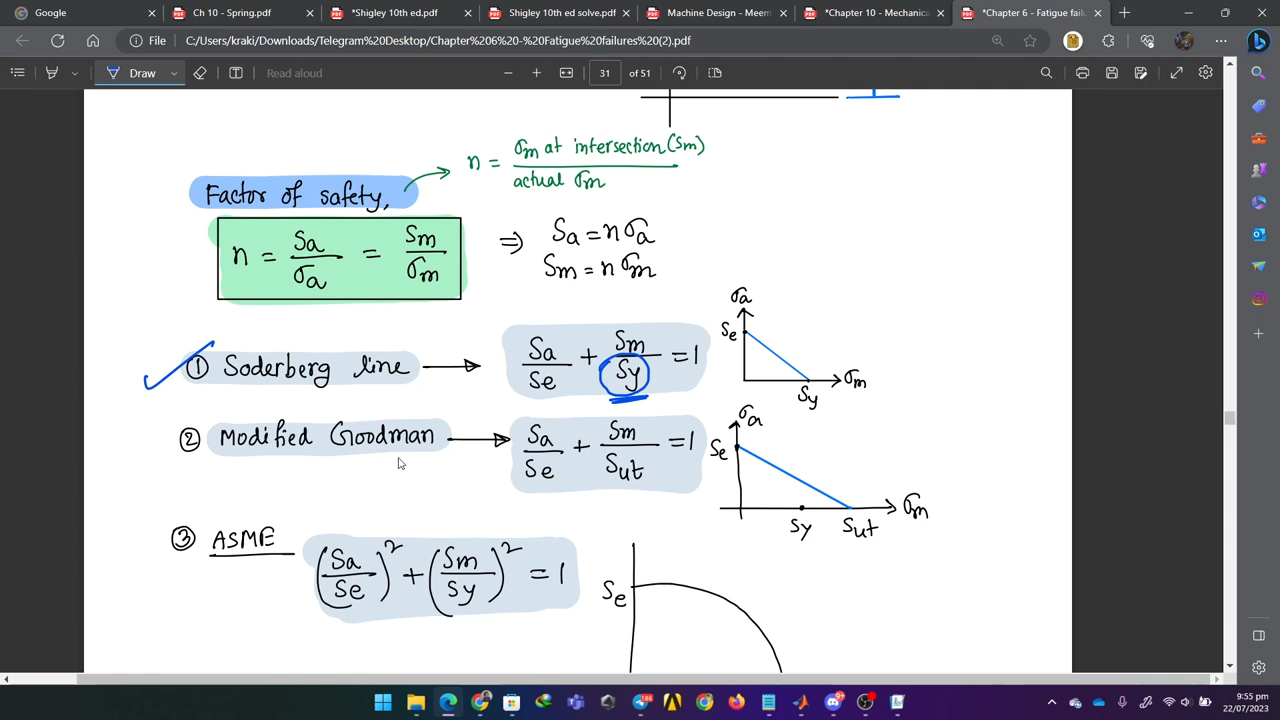 Google
Ch 10 - Spring.pdf
*Shigley 10th ed.pdf
Shigley 10th ed solve.pdf
Machine Design - Meem
*Chapter 10 - Mechanica
*Chapter 6 - Fatigue failu
File C:/Users/kraki/Downloads/Telegram%20Desktop/Chapter%206%20-%20Fatigue%20failures%20(2).pdf
Draw Read aloud 31 of 51
n = σm at intersection (Sm) / actual σm
Factor of safety,
n = Sa/σa = Sm/σm
⇒ Sa = nσa
Sm = nσm
① Soderberg line → Sa/Se + Sm/Sy = 1
σa
Se
σm
Sy
② Modified Goodman → Sa/Se + Sm/Sut = 1
σa
Se
σm
Sy Sut
③ ASME
(Sa/Se)² + (Sm/Sy)² = 1
Se
9:55 pm
22/07/2023